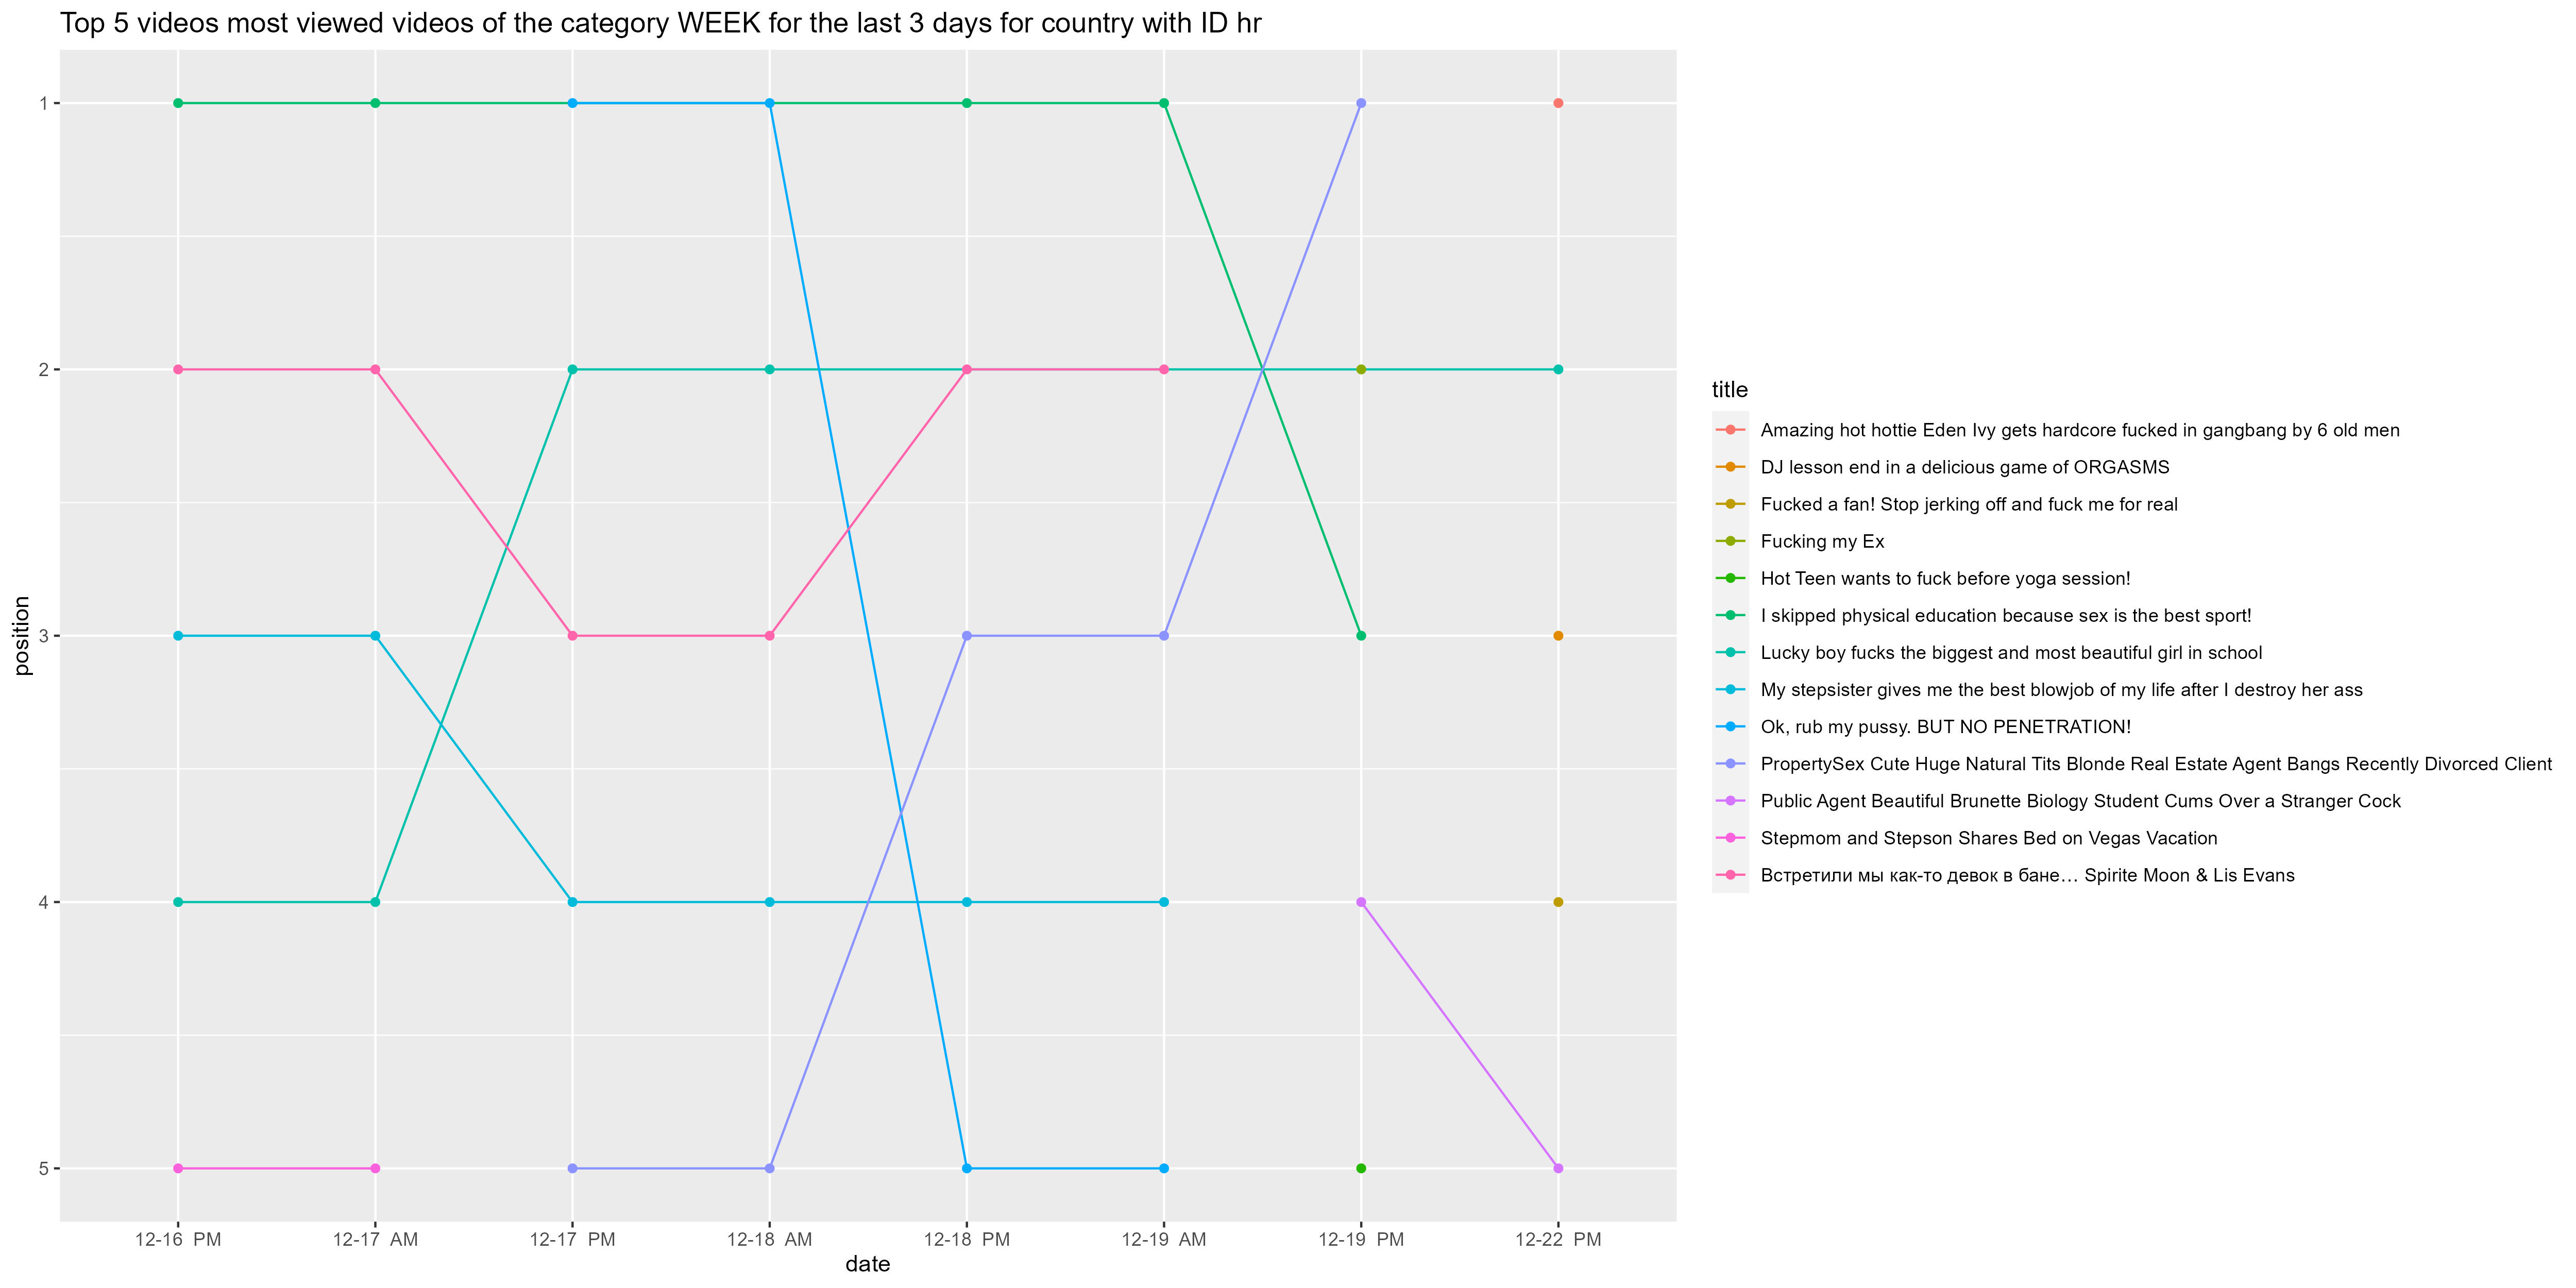 Top 5 videos most viewed videos of the category WEEK for the last 3 days for country with ID hr
1
2
3
4
5
position
12-16 PM
12-17 AM
12-17 PM
12-18 AM
12-18 PM
12-19 AM
12-19 PM
12-22 PM
date
title
Amazing hot hottie Eden Ivy gets hardcore fucked in gangbang by 6 old men
DJ lesson end in a delicious game of ORGASMS
Fucked a fan! Stop jerking off and fuck me for real
Fucking my Ex
Hot Teen wants to fuck before yoga session!
I skipped physical education because sex is the best sport!
Lucky boy fucks the biggest and most beautiful girl in school
My stepsister gives me the best blowjob of my life after I destroy her ass
Ok, rub my pussy. BUT NO PENETRATION!
PropertySex Cute Huge Natural Tits Blonde Real Estate Agent Bangs Recently Divorced Client
Public Agent Beautiful Brunette Biology Student Cums Over a Stranger Cock
Stepmom and Stepson Shares Bed on Vegas Vacation
Встретили мы как-то девок в бане… Spirite Moon & Lis Evans